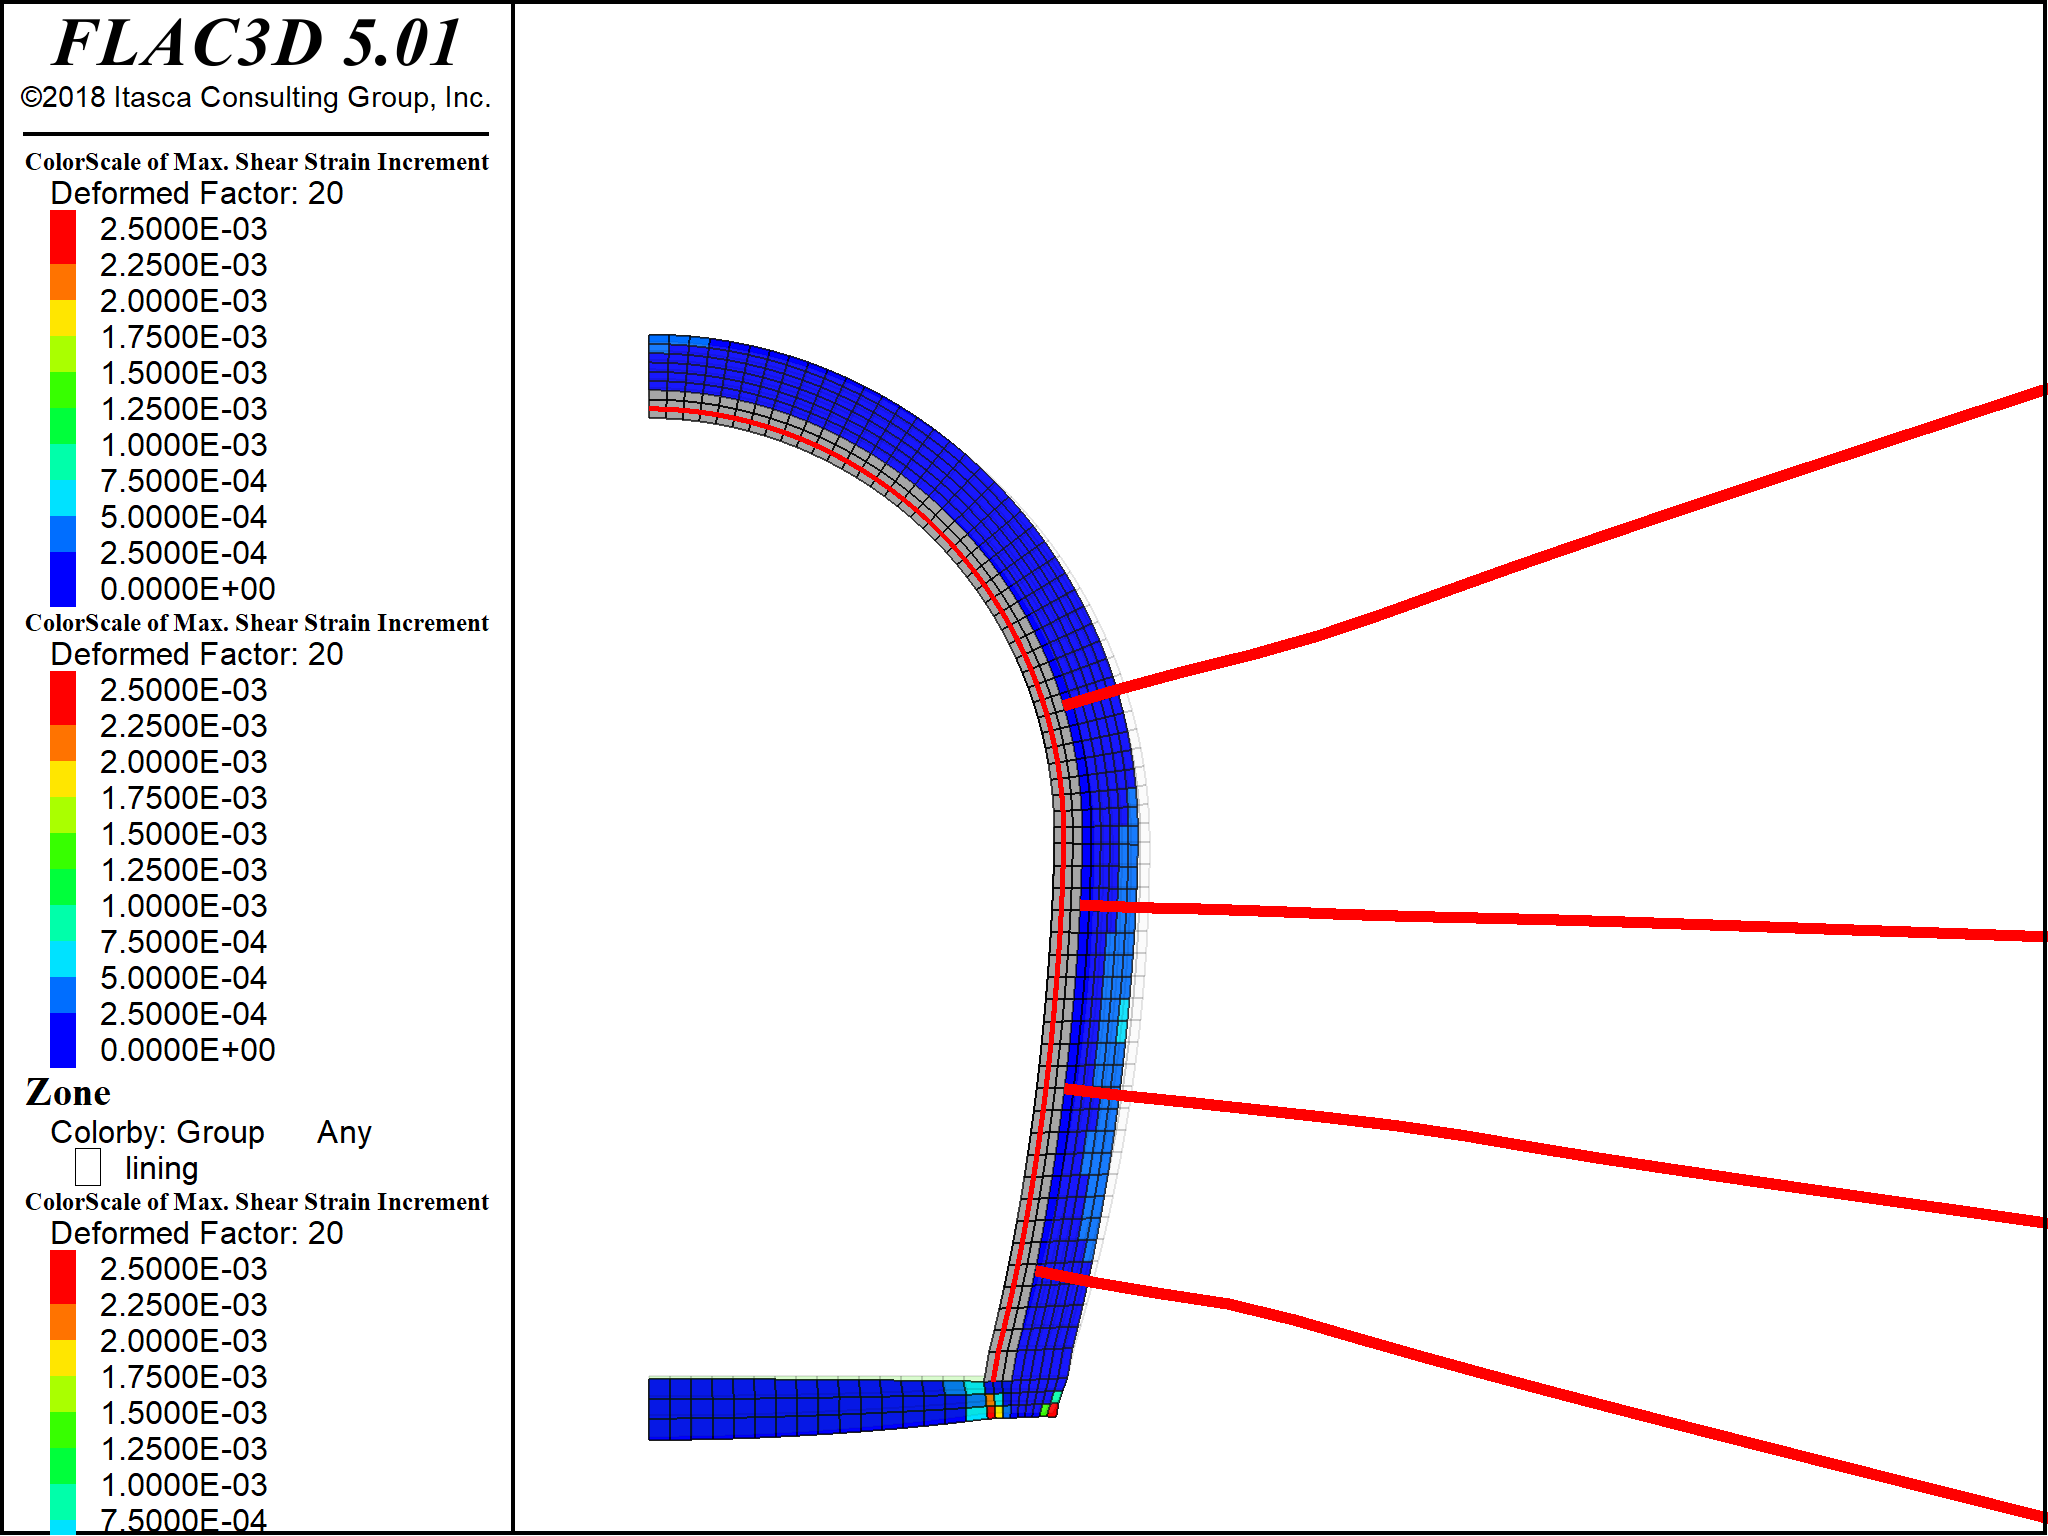 FLAC3D 5.01
©2018 Itasca Consulting Group, Inc.
ColorScale of Max. Shear Strain Increment
Deformed Factor: 20
2.5000E-03
2.2500E-03
2.0000E-03
1.7500E-03
1.5000E-03
1.2500E-03
1.0000E-03
7.5000E-04
5.0000E-04
2.5000E-04
0.0000E+00
ColorScale of Max. Shear Strain Increment
Deformed Factor: 20
2.5000E-03
2.2500E-03
2.0000E-03
1.7500E-03
1.5000E-03
1.2500E-03
1.0000E-03
7.5000E-04
5.0000E-04
2.5000E-04
0.0000E+00
Zone
Colorby: Group Any
lining
ColorScale of Max. Shear Strain Increment
Deformed Factor: 20
2.5000E-03
2.2500E-03
2.0000E-03
1.7500E-03
1.5000E-03
1.2500E-03
1.0000E-03
7.5000E-04